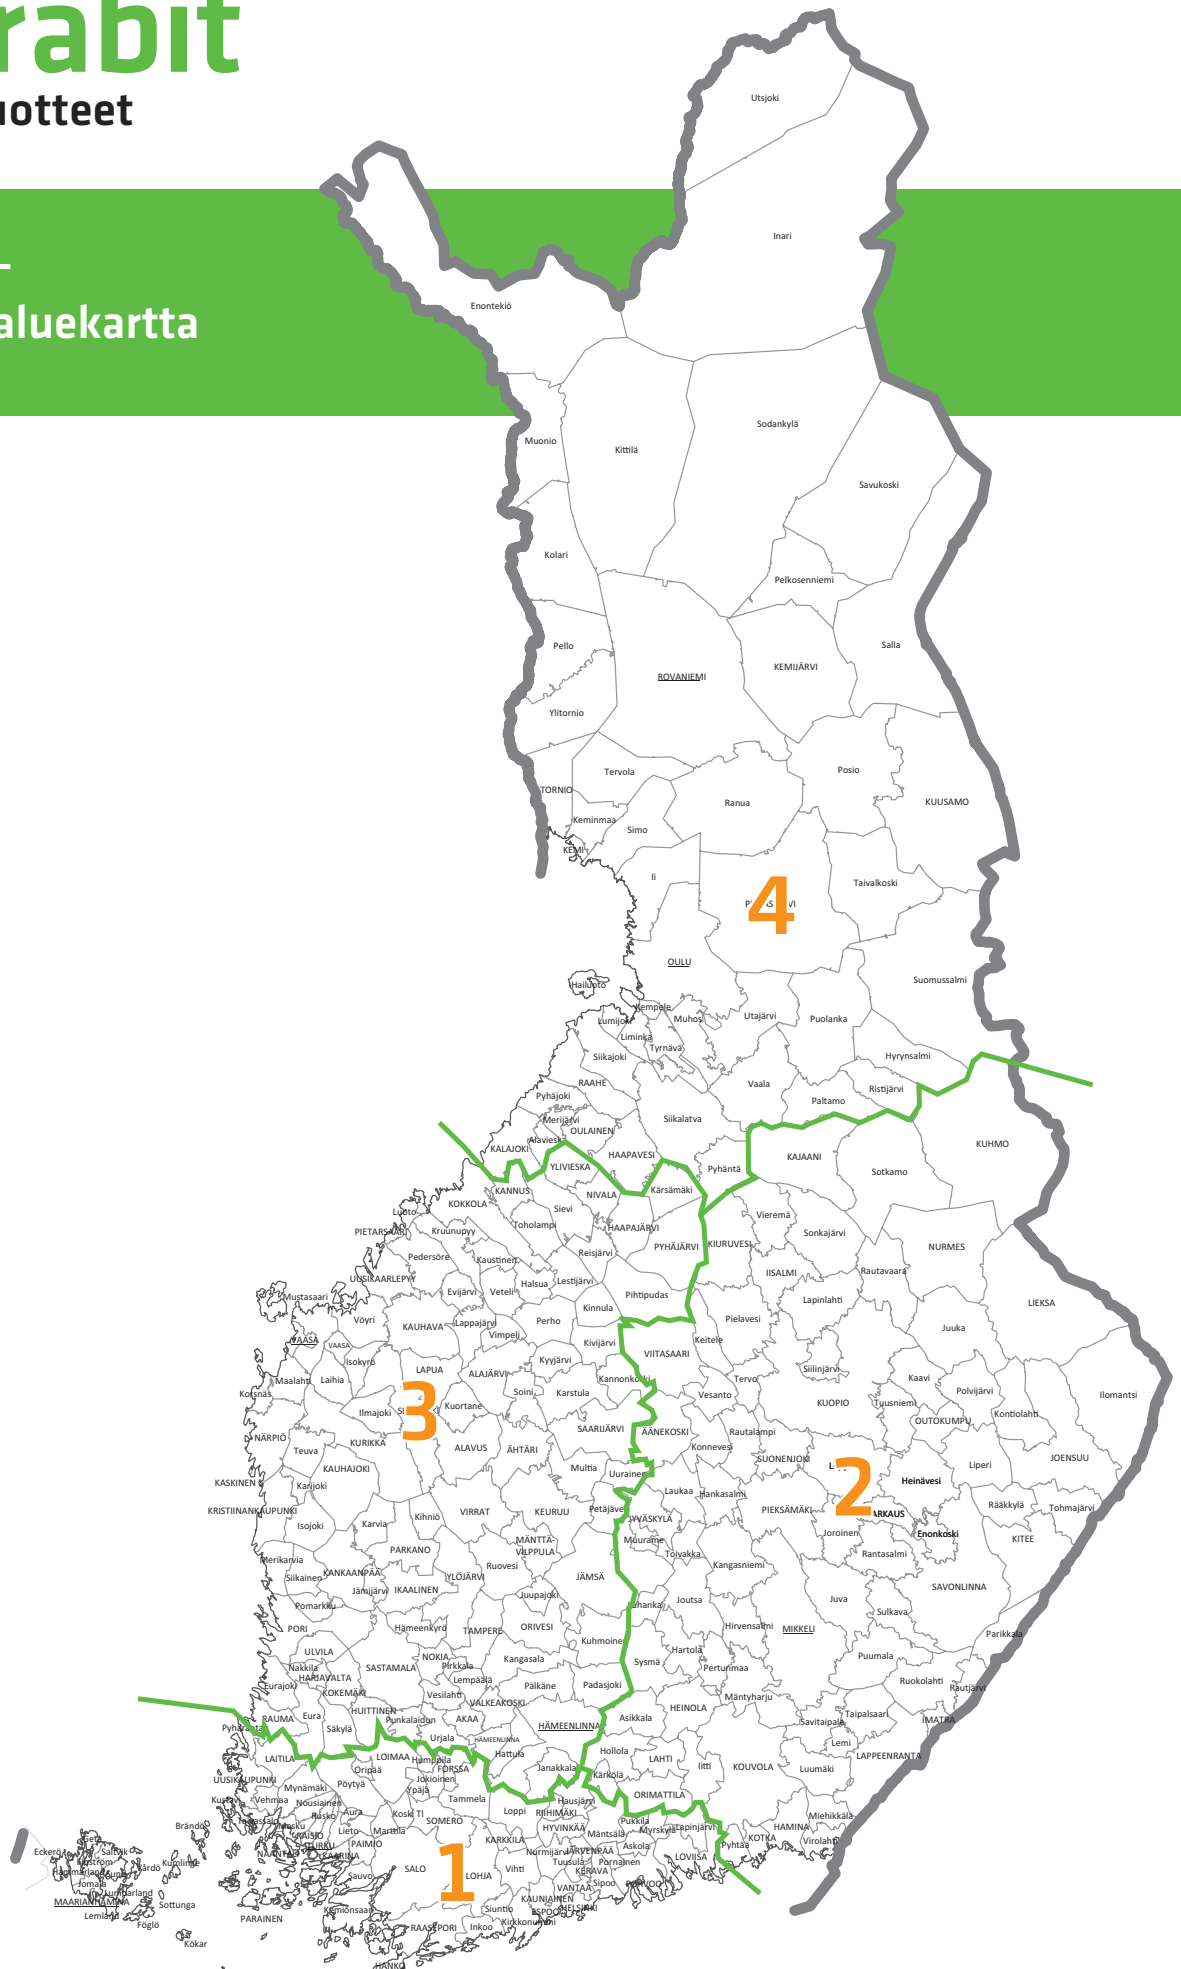 rabit
uotteet
aluekartta
Utsjoki
Inari
Enontekiö
Muonio
Kittilä
Sodankylä
Savukoski
Kolari
Pelkosenniemi
Pello
ROVANIEMI
KEMIJÄRVI
Salla
Ylitornio
Tervola
Posio
TORNIO
Ranua
KUUSAMO
Keminmaa
Simo
KEMI
Ii
4
Taivalkoski
OULU
Hailuoto
Suomussalmi
Kempele
Lumijoki
Muhos
Utajärvi
Puolanka
Liminka
Tyrnävä
Siikajoki
Hyrynsalmi
RAAHE
Vaala
Ristijärvi
Pyhäjoki
Paltamo
Merijärvi
OULAINEN
Siikalatva
Alavieska
KALAJOKI
HAAPAVESI
KAJAANI
KUHMO
YLIVIESKA
Pyhäntä
Sotkamo
KANNUS
NIVALA
Kärsämäki
KOKKOLA
Luoto
Sievi
Vieremä
PIETARSAARI
Kruunupyy
Toholampi
HAAPAJÄRVI
Sonkajärvi
Pedersöre
Kaustinen
Reisjärvi
PYHÄJÄRVI
KIURUVESI
NURMES
UUSIKAARLEPYY
Evijärvi
Veteli
Halsua
Lestijärvi
IISALMI
Rautavaara
Mustasaari
Pihtipudas
Lapinlahti
LIEKSA
Vöyri
KAUHAVA
Lappajärvi
Vimpeli
Perho
Kinnula
Pielavesi
Juuka
VAASA
VAASA
Kivijärvi
Keitele
Isokyrö
LAPUA
ALAJÄRVI
Kyyjärvi
VIITASAARI
Siilinjärvi
Maalahti
Laihia
Kannonkoski
Tervo
Kaavi
Korsnäs
Soini
Karstula
Vesanto
KUOPIO
Tuusniemi
Polvijärvi
Ilomantsi
Ilmajoki
3
Kuortane
OUTOKUMPU
Kontiolahti
NÄRPIÖ
KURIKKA
ALAVUS
ÄHTÄRI
SAARIJÄRVI
ÄÄNEKOSKI
Rautalampi
Teuva
Konnevesi
SUONENJOKI
Liperi
JOENSUU
KAUHAJOKI
Multia
Uurainen
2
Heinävesi
KASKINEN
Karijoki
Laukaa
Hankasalmi
KRISTIINANKAUPUNKI
VIRRAT
KEURUU
Petäjävesi
PIEKSÄMÄKI
Rääkkylä
Tohmajärvi
Isojoki
Karvia
Kihniö
JYVÄSKYLÄ
Joroinen
Enonkoski
KITEE
PARKANO
MÄNTTÄ-
VILPPULA
Muurame
Toivakka
Rantasalmi
Merikarvia
Ruovesi
Kangasniemi
Siikainen
KANKAANPÄÄ
YLÖJÄRVI
JÄMSÄ
SAVONLINNA
Jämijärvi
IKAALINEN
Juupajoki
Juva
Pomarkku
Joutsa
Sulkava
PORI
Hämeenkyrö
TAMPERE
ORIVESI
Hirvensalmi
MIKKELI
Parikkala
ULVILA
Kuhmoinen
Hartola
Puumala
Nakkila
SASTAMALA
NOKIA
Pirkkala
Kangasala
Sysmä
Pertunmaa
HARJAVALTA
Eurajoki
KOKEMÄKI
Lempäälä
Pälkäne
Padasjoki
Ruokolahti
Rautjärvi
Vesilahti
VALKEAKOSKI
Mäntyharju
RAUMA
Eura
HUITTINEN
HEINOLA
Taipalsaari
Pyhäranta
Säkylä
Punkalaidun
AKAA
HÄMEENLINNA
Asikkala
Savitaipale
IMATRA
Urjala
HÄMEENLINNA
Lemi
LAITILA
LOIMAA
Humppila
Hattula
Hollola
LAHTI
LAPPEENRANTA
Oripää
FORSSA
Janakkala
Kärkölä
Iitti
KOUVOLA
Luumäki
UUSIKAUPUNKI
Mynämäki
Pöytyä
Jokioinen
Ypäjä
ORIMATTILA
Kustavi
Vehmaa
Nousiainen
Tammela
Hausjärvi
Miehikkälä
Rusko
Aura
Koski Tl
Loppi
RIIHIMÄKI
Pukkila
Brändö
Taivassalo
Masku
Lieto
Marttila
SOMERO
HYVINKÄÄ
Mäntsälä
Myrskylä
Lapinjärvi
HAMINA
RAISIO
TURKU
PAIMIO
KARKKILA
Askola
Pyhtää
KOTKA
Virolahti
Geta
Saltvik
Eckerö
NAANTALI
KAARINA
Nurmijärvi
JÄRVENPÄÄ
LOVIISA
Finström
Kumlinge
SALO
1
LOHJA
Vihti
Tuusula
Pornainen
Hammarland
Sund
Vårdö
Sauvo
KERAVA
Jomala
Lumparland
VANTAA
Sipoo
PORVOO
MAARIANHAMINA
Sottunga
Kemiönsaari
Siuntio
KAUNIAINEN
ESPOO
HELSINKI
Lemland
Föglö
PARAINEN
RAASEPORI
Inkoo
Kirkkonummi
Kökar
HANKO